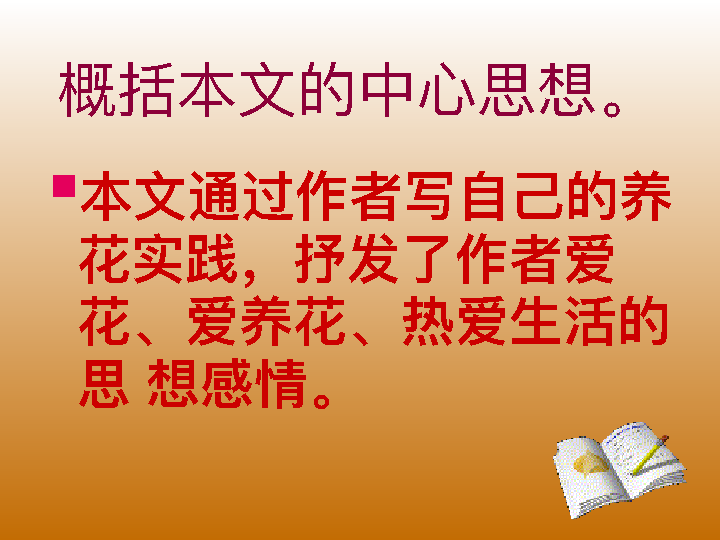 概括本文的中心思想。
本文通过作者写自己的养
花实践，抒发了作者爱
花、爱养花、热爱生活的
思 想感情。